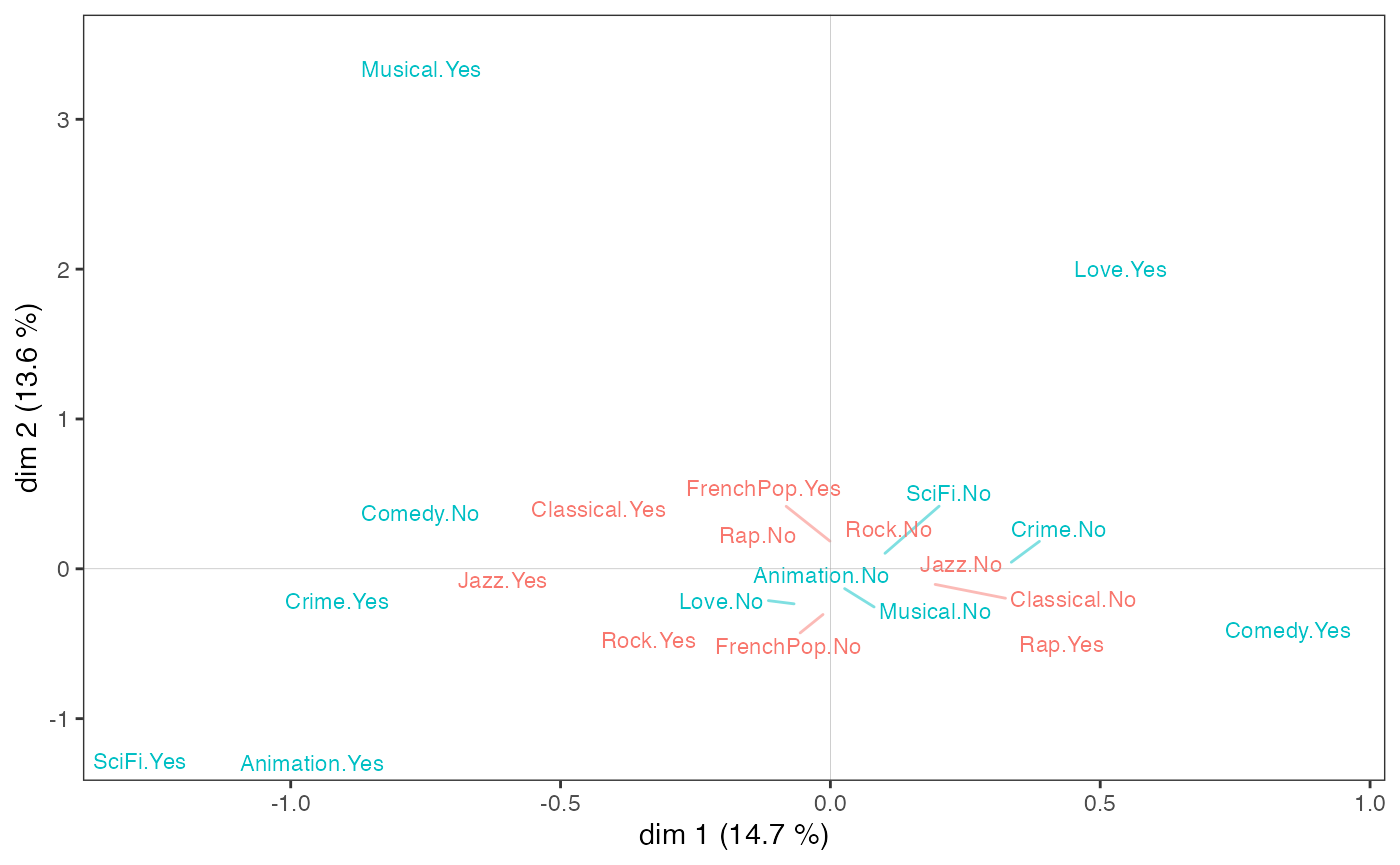 Musical.Yes
3
Love.Yes
2
dim 2 (13.6 %)
1
FrenchPop.Yes
SciFi.No
Comedy.No
Classical.Yes
Rap.No
Rock.No
Crime.No
0
Jazz.No
Animation.No
Jazz.Yes
Crime.Yes
Love.No
Classical.No
Musical.No
Comedy.Yes
Rock.Yes
FrenchPop.No
Rap.Yes
-1
SciFi.Yes
Animation.Yes
-1.0
-0.5
0.0
0.5
1.0
dim 1 (14.7 %)